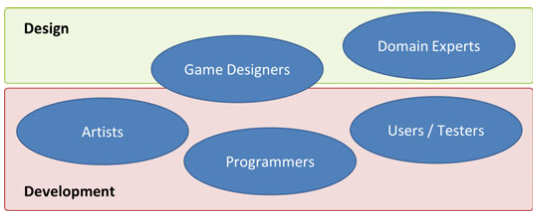 Design
Domain Experts
Game Designers
Artists
Users / Testers
Programmers
Development